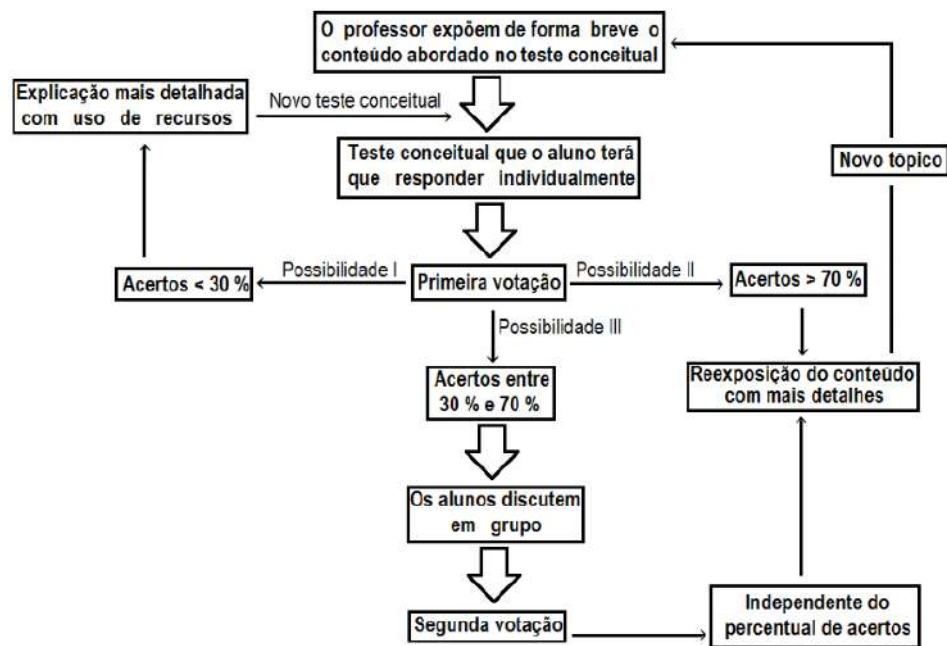 O professor expõem de forma breve o
conteúdo abordado no teste conceitual
Explicação mais detalhada
com uso de recursos
Novo teste conceitual
Teste conceitual que o aluno terá
que responder individualmente
Novo tópico
Acertos < 30 %
Possibilidade I
Primeira votação
Possibilidade II
Acertos > 70 %
Possibilidade III
Acertos entre
30 % e 70 %
Reexposição do conteúdo
com mais detalhes
Os alunos discutem
em grupo
Segunda votação
Independente do
percentual de acertos